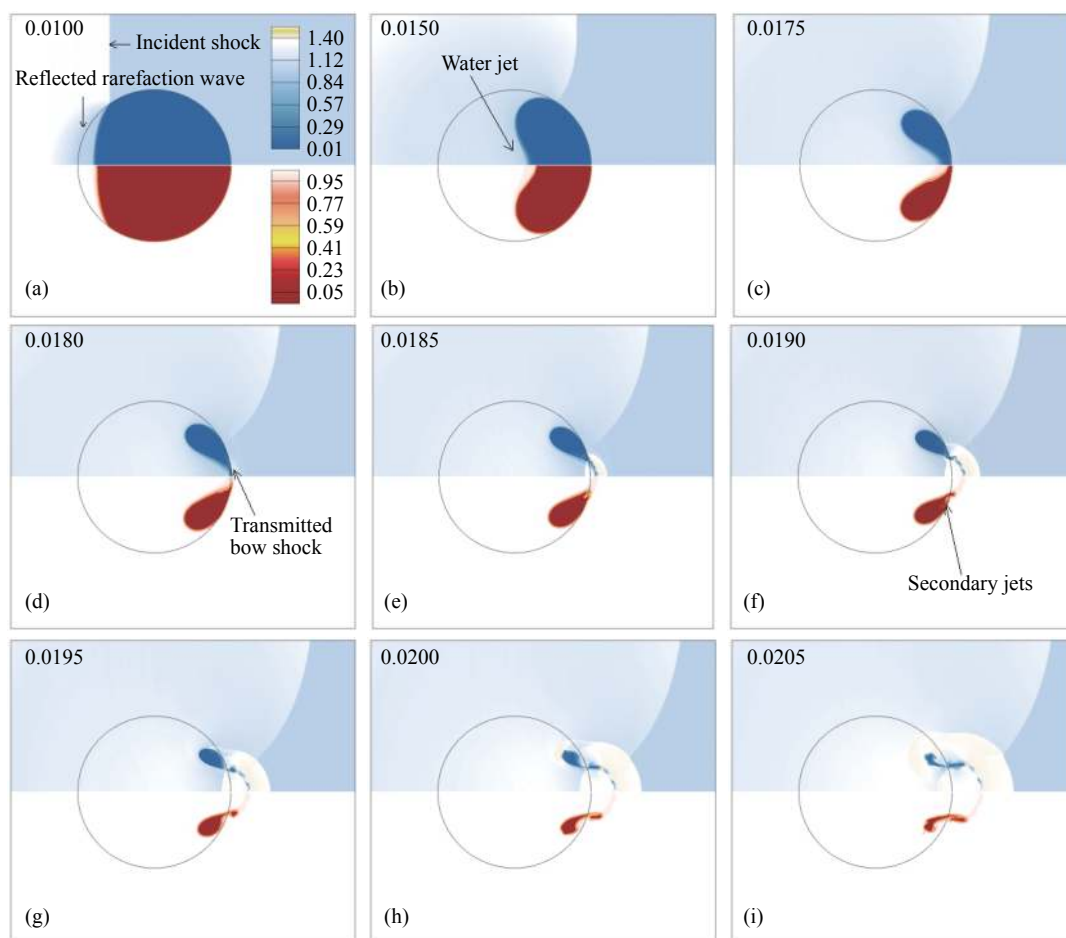 0.0100
Incident shock
Reflected rarefaction wave
1.40
1.12
0.84
0.57
0.29
0.01
0.95
0.77
0.59
0.41
0.23
0.05
(a)
0.0150
Water jet
(b)
0.0175
(c)
0.0180
Transmitted
bow shock
(d)
0.0185
(e)
0.0190
Secondary jets
(f)
0.0195
(g)
0.0200
(h)
0.0205
(i)